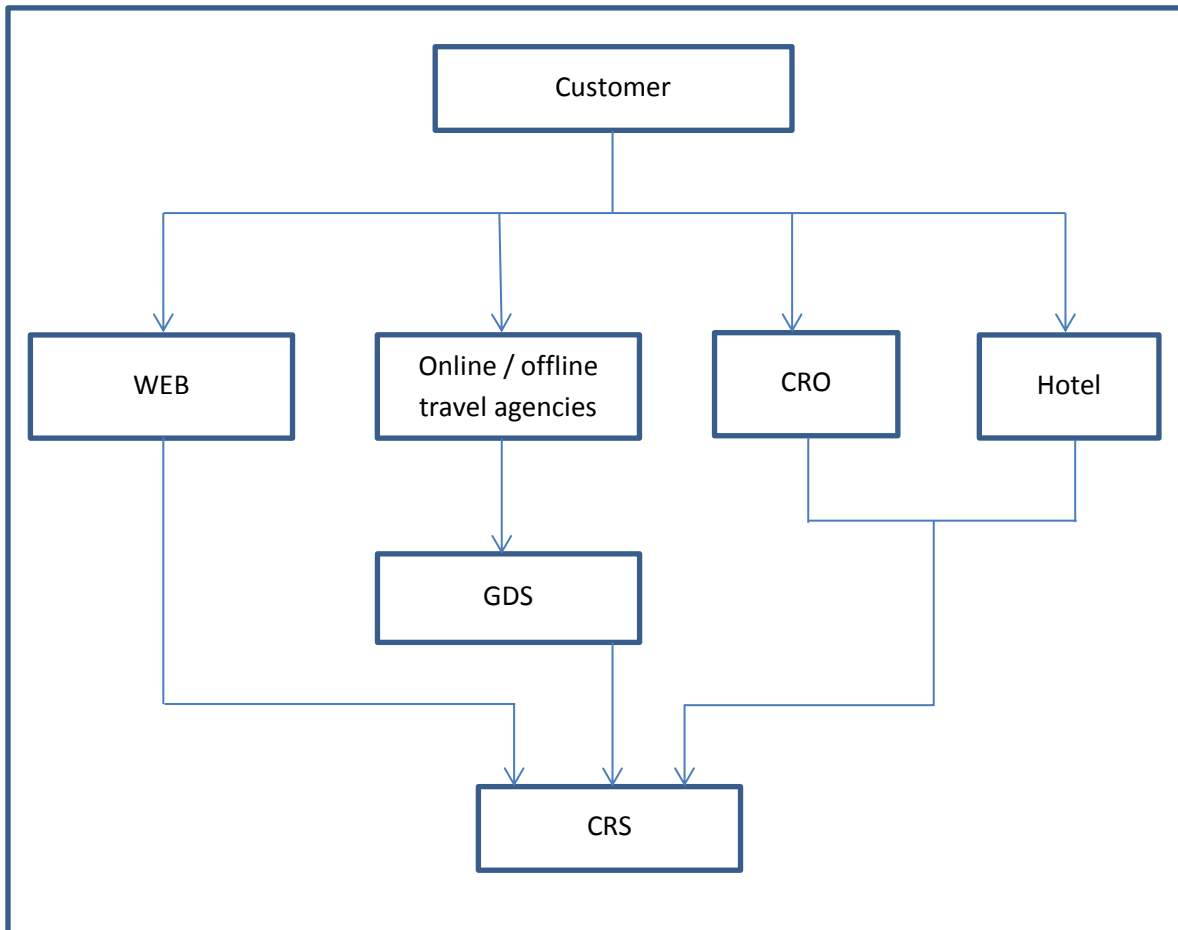 Customer
WEB
Online / offline
travel agencies
CRO
Hotel
GDS
CRS